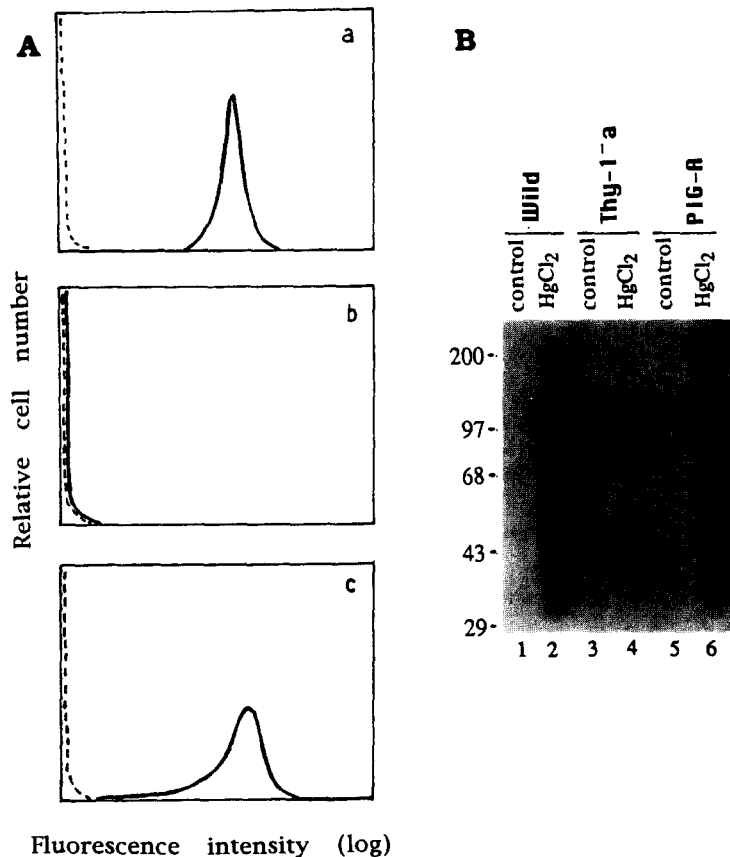 A
a
b
c
Relative cell number
Fluorescence intensity (log)
B
Wild
Thy-1⁻a
PIG-A
control
HgCl₂
control
HgCl₂
control
HgCl₂
200
97
68
43
29
1 2 3 4 5 6